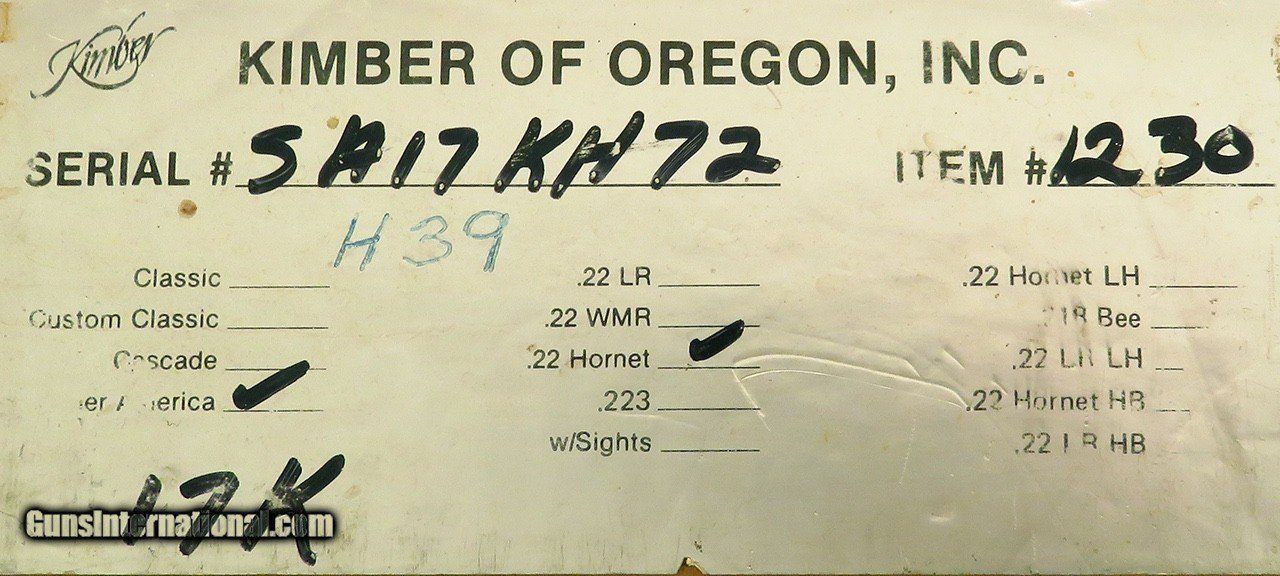 Kimber KIMBER OF OREGON, INC.
SERIAL # SA17KH72 ITEM # 1230
H39
Classic .22 LR .22 Hornet LH
Custom Classic .22 WMR Bee
Cascade .22 Hornet ✓ .22 LR LH
✓ .223 .22 Hornet HB
w/Sights .22 LR HB
17K
GunsInternational.com